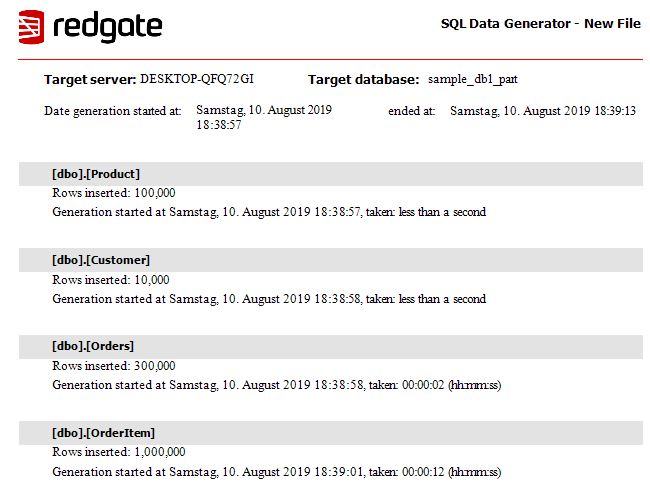 redgate
SQL Data Generator - New File
Target server: DESKTOP-QFQ72GI Target database: sample_db1_part
Date generation started at: Samstag, 10. August 2019 ended at: Samstag, 10. August 2019 18:39:13
18:38:57
[dbo].[Product]
Rows inserted: 100,000
Generation started at Samstag, 10. August 2019 18:38:57, taken: less than a second
[dbo].[Customer]
Rows inserted: 10,000
Generation started at Samstag, 10. August 2019 18:38:58, taken: less than a second
[dbo].[Orders]
Rows inserted: 300,000
Generation started at Samstag, 10. August 2019 18:38:58, taken: 00:00:02 (hh:mm:ss)
[dbo].[OrderItem]
Rows inserted: 1,000,000
Generation started at Samstag, 10. August 2019 18:39:01, taken: 00:00:12 (hh:mm:ss)